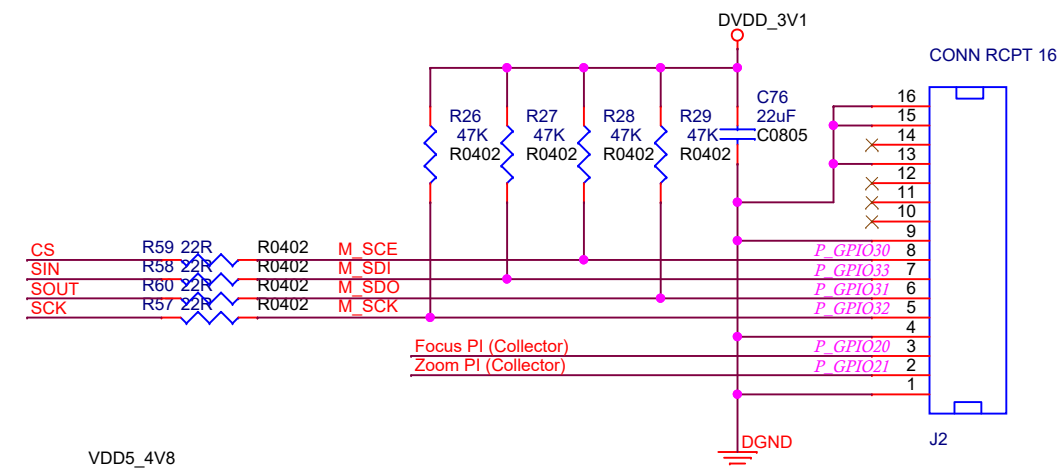 DVDD_3V1
CONN RCPT 16
R26 R27 R28 R29 C76
47K 47K 47K 47K 22uF
R0402 R0402 R0402 R0402 C0805
16
15
14
13
12
11
10
9
CS R59 22R R0402 M_SCE P_GPIO30 8
SIN R58 22R R0402 M_SDI P_GPIO33 7
SOUT R60 22R R0402 M_SDO P_GPIO31 6
SCK R57 22R R0402 M_SCK P_GPIO32 5
4
Focus PI (Collector) P_GPIO20 3
Zoom PI (Collector) P_GPIO21 2
1
DGND J2
VDD5_4V8